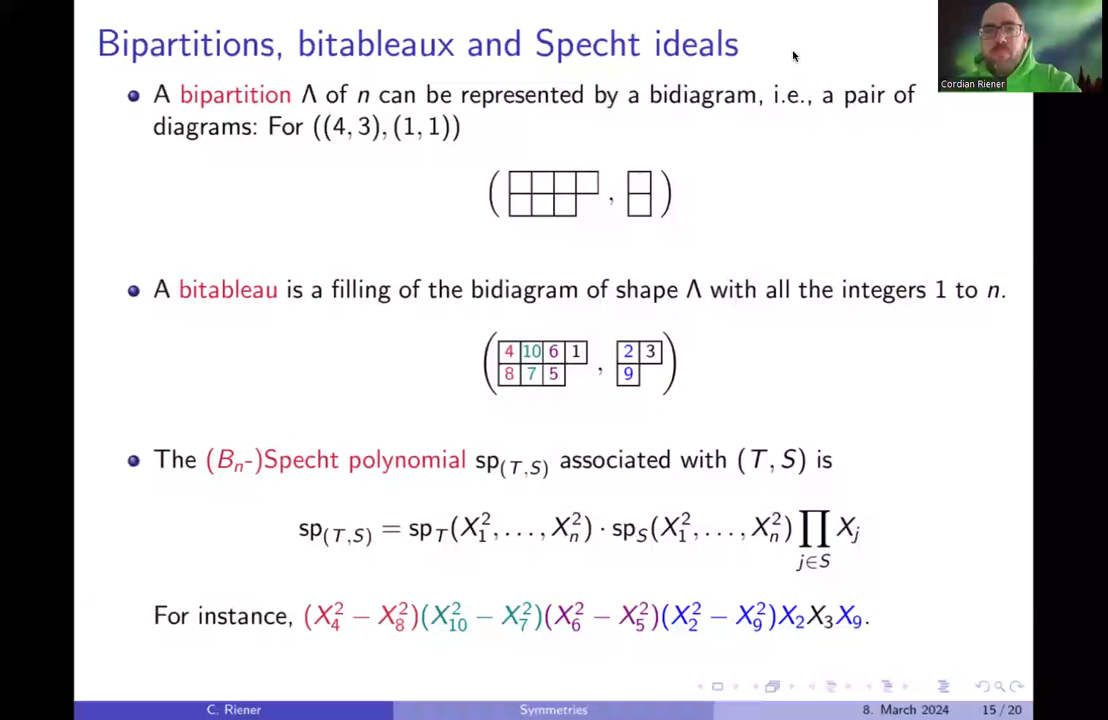 Bipartitions, bitableaux and Specht ideals
Cordian Riener
A bipartition Λ of n can be represented by a bidiagram, i.e., a pair of
diagrams: For ((4, 3), (1, 1))
( , )
A bitableau is a filling of the bidiagram of shape Λ with all the integers 1 to n.
4 10 6 1 , 2 3
8 7 5 9
The (Bₙ-)Specht polynomial sp₍T,S₎ associated with (T, S) is
sp₍T,S₎ = spT(X₁², . . . , Xₙ²) · spS(X₁², . . . , Xₙ²) ∏ Xⱼ
j∈S
For instance, (X₄² − X₈²)(X₁₀² − X₇²)(X₆² − X₅²)(X₂² − X₉²)X₂X₃X₉.
C. Riener Symmetries 8. March 2024 15 / 20